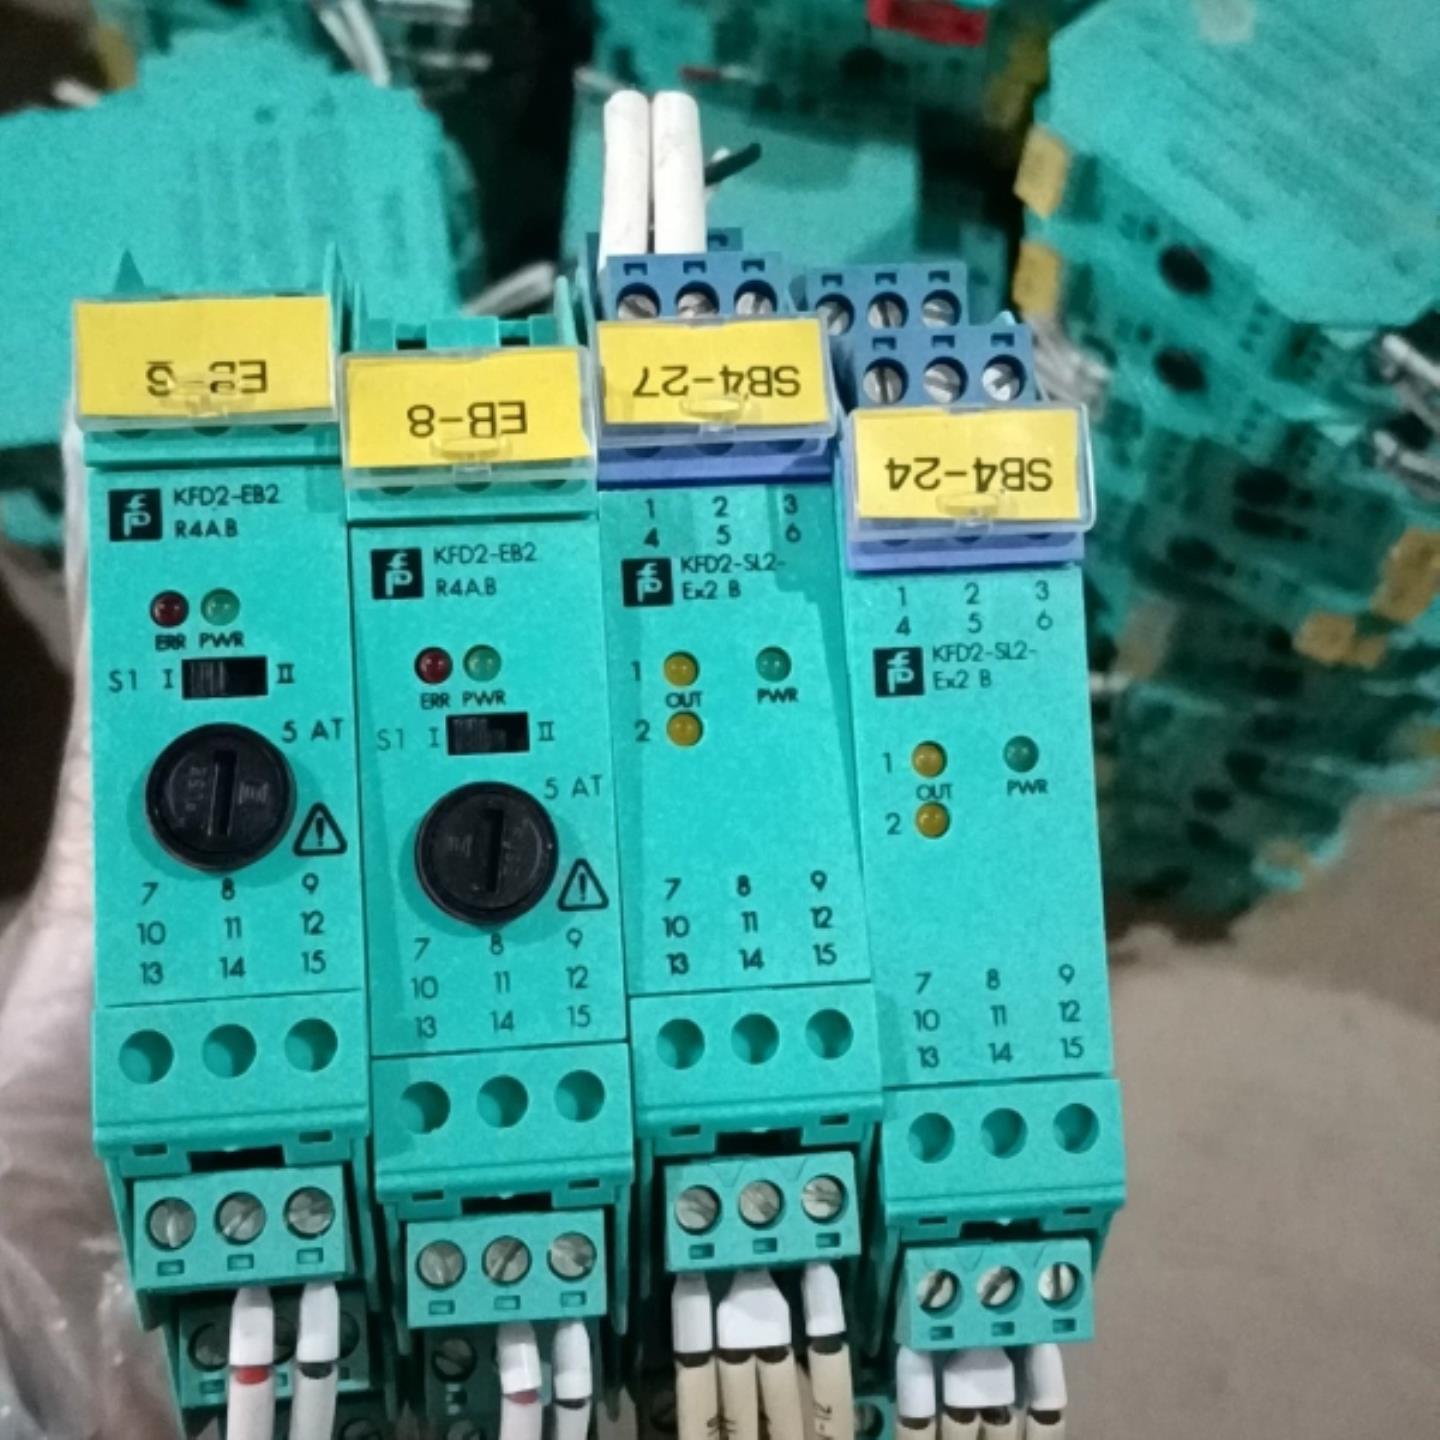 EB-8
SB4-27
SB4-24
KFD2-EB2
R4A.B
ERR PWR
S1 I II
5 AT
7 8 9
10 11 12
13 14 15
KFD2-EB2
R4A.B
ERR PWR
S1 I II
5 AT
7 8 9
10 11 12
13 14 15
1 2 3
4 5 6
KFD2-SL2-
Ex2 B
1
OUT PWR
2
7 8 9
10 11 12
13 14 15
1 2 3
4 5 6
KFD2-SL2-
Ex2 B
1
OUT PWR
2
7 8 9
10 11 12
13 14 15